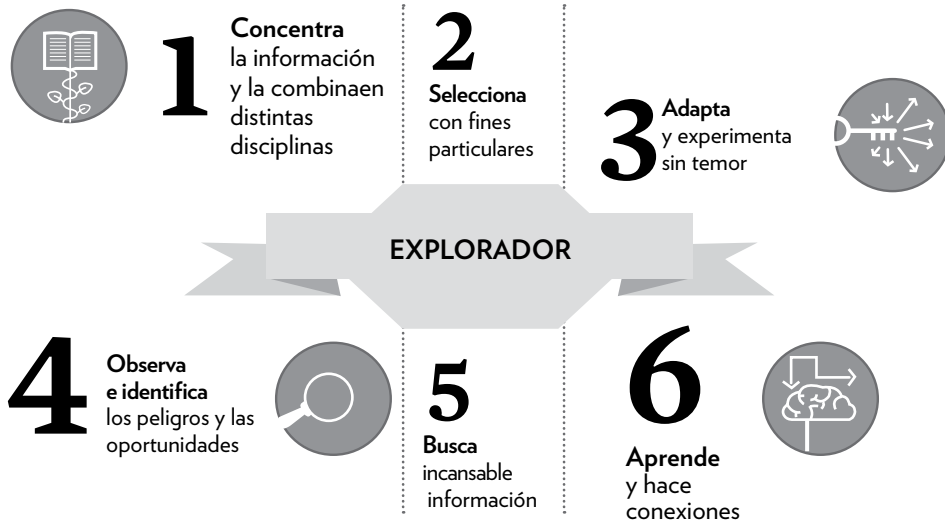 1
Concentra
la información
y la combinaen
distintas
disciplinas
2
Selecciona
con fines
particulares
3
Adapta
y experimenta
sin temor
EXPLORADOR
4
Observa
e identifica
los peligros y las
oportunidades
5
Busca
incansable
información
6
Aprende
y hace
conexiones